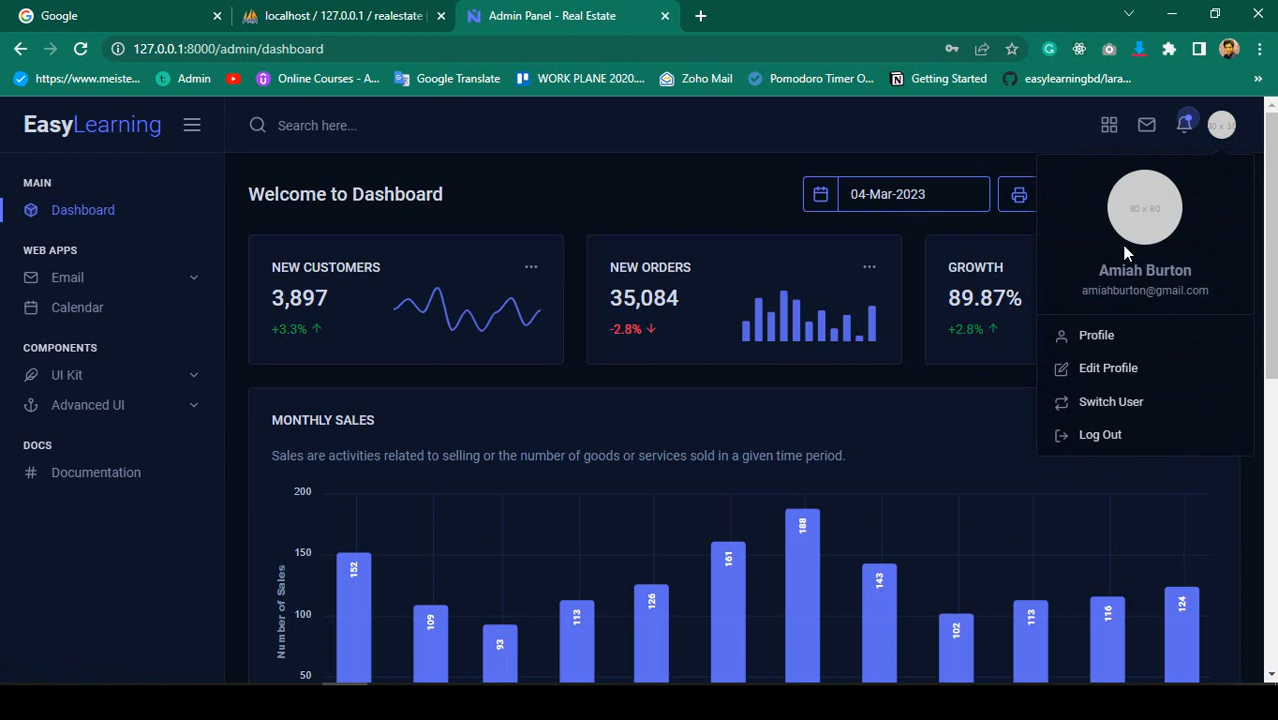 Google
localhost / 127.0.0.1 / realestate
Admin Panel - Real Estate
127.0.0.1:8000/admin/dashboard
https://www.meiste...
Admin
Online Courses - A...
Google Translate
WORK PLANE 2020....
Zoho Mail
Pomodoro Timer O...
Getting Started
easylearningbd/lara...
EasyLearning
Search here...
MAIN
Dashboard
WEB APPS
Email
Calendar
COMPONENTS
UI Kit
Advanced UI
DOCS
Documentation
Welcome to Dashboard
04-Mar-2023
NEW CUSTOMERS
3,897
+3.3%
NEW ORDERS
35,084
-2.8%
GROWTH
89.87%
+2.8%
80 x 80
Amiah Burton
amiahburton@gmail.com
Profile
Edit Profile
Switch User
Log Out
MONTHLY SALES
Sales are activities related to selling or the number of goods or services sold in a given time period.
Number of Sales
200
150
100
50
152
109
93
113
126
161
188
143
102
113
116
124